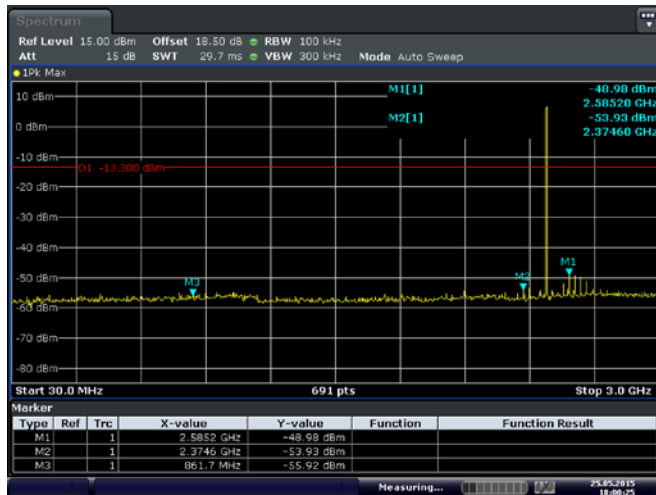 Spectrum
Ref Level 15.00 dBm Offset 18.50 dB RBW 100 kHz
Att 15 dB SWT 29.7 ms VBW 300 kHz Mode Auto Sweep
1Pk Max
M1[1] -48.98 dBm
2.58520 GHz
10 dBm
M2[1] -53.93 dBm
2.37460 GHz
0 dBm
-10 dBm
D1 -13.300 dBm
-20 dBm
-30 dBm
-40 dBm
M1
-50 dBm
M2
M3
-60 dBm
-70 dBm
-80 dBm
Start 30.0 MHz 691 pts Stop 3.0 GHz
Marker
Type Ref Trc X-value Y-value Function Function Result
M1 1 2.5852 GHz -48.98 dBm
M2 1 2.3746 GHz -53.93 dBm
M3 1 861.7 MHz -55.92 dBm
Measuring... 25.05.2015
18:00:25